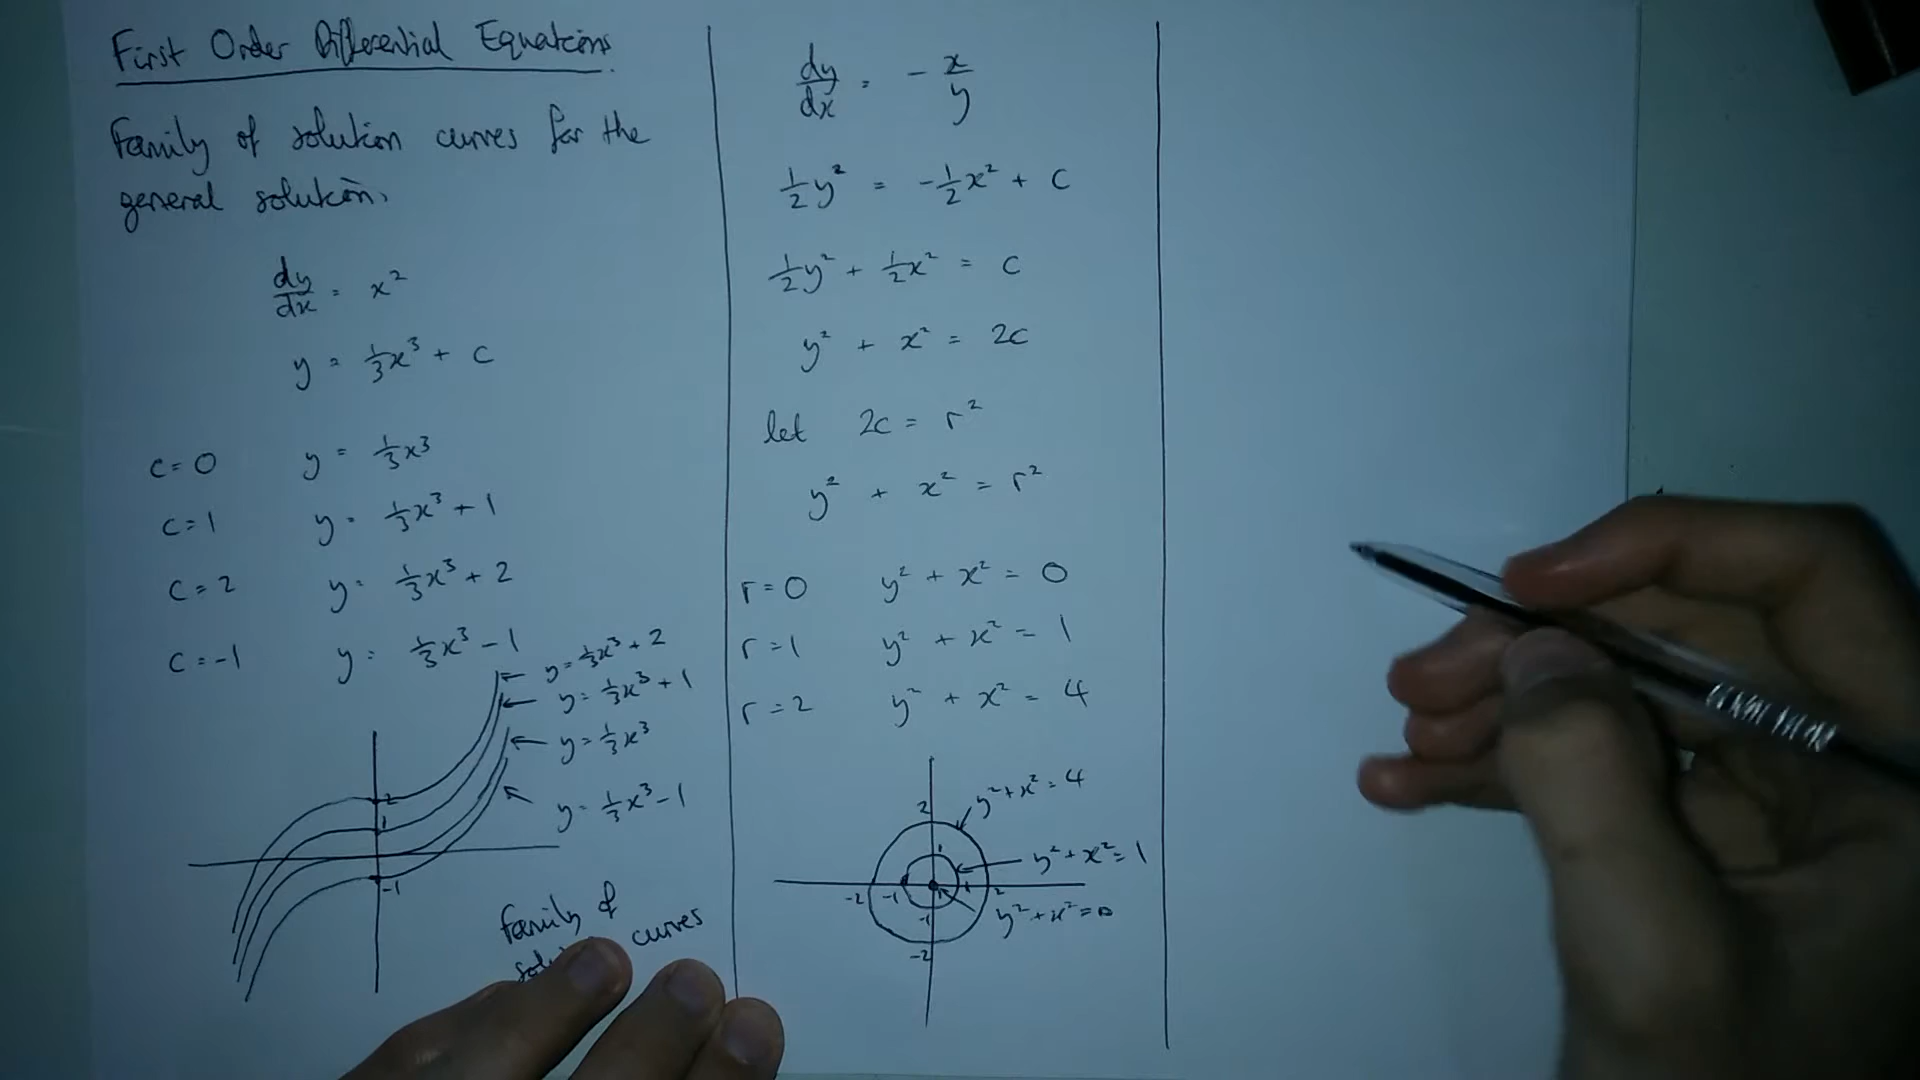 First Order Differential Equations
Family of solution curves for the
general solution.
dy/dx = x²
y = 1/3x³ + c
c = 0 y = 1/3x³
c = 1 y = 1/3x³ + 1
c = 2 y = 1/3x³ + 2
c = -1 y = 1/3x³ - 1
y = 1/3x³ + 2
y = 1/3x³ + 1
y = 1/3x³
y = 1/3x³ - 1
2
1
-1
Family of
curves
dy/dx = - x/y
1/2y² = -1/2x² + c
1/2y² + 1/2x² = c
y² + x² = 2c
let 2c = r²
y² + x² = r²
r = 0 y² + x² = 0
r = 1 y² + x² = 1
r = 2 y² + x² = 4
y² + x² = 4
2
1
y² + x² = 1
-2 -1 1 2
y² + x² = 0
-1
-2